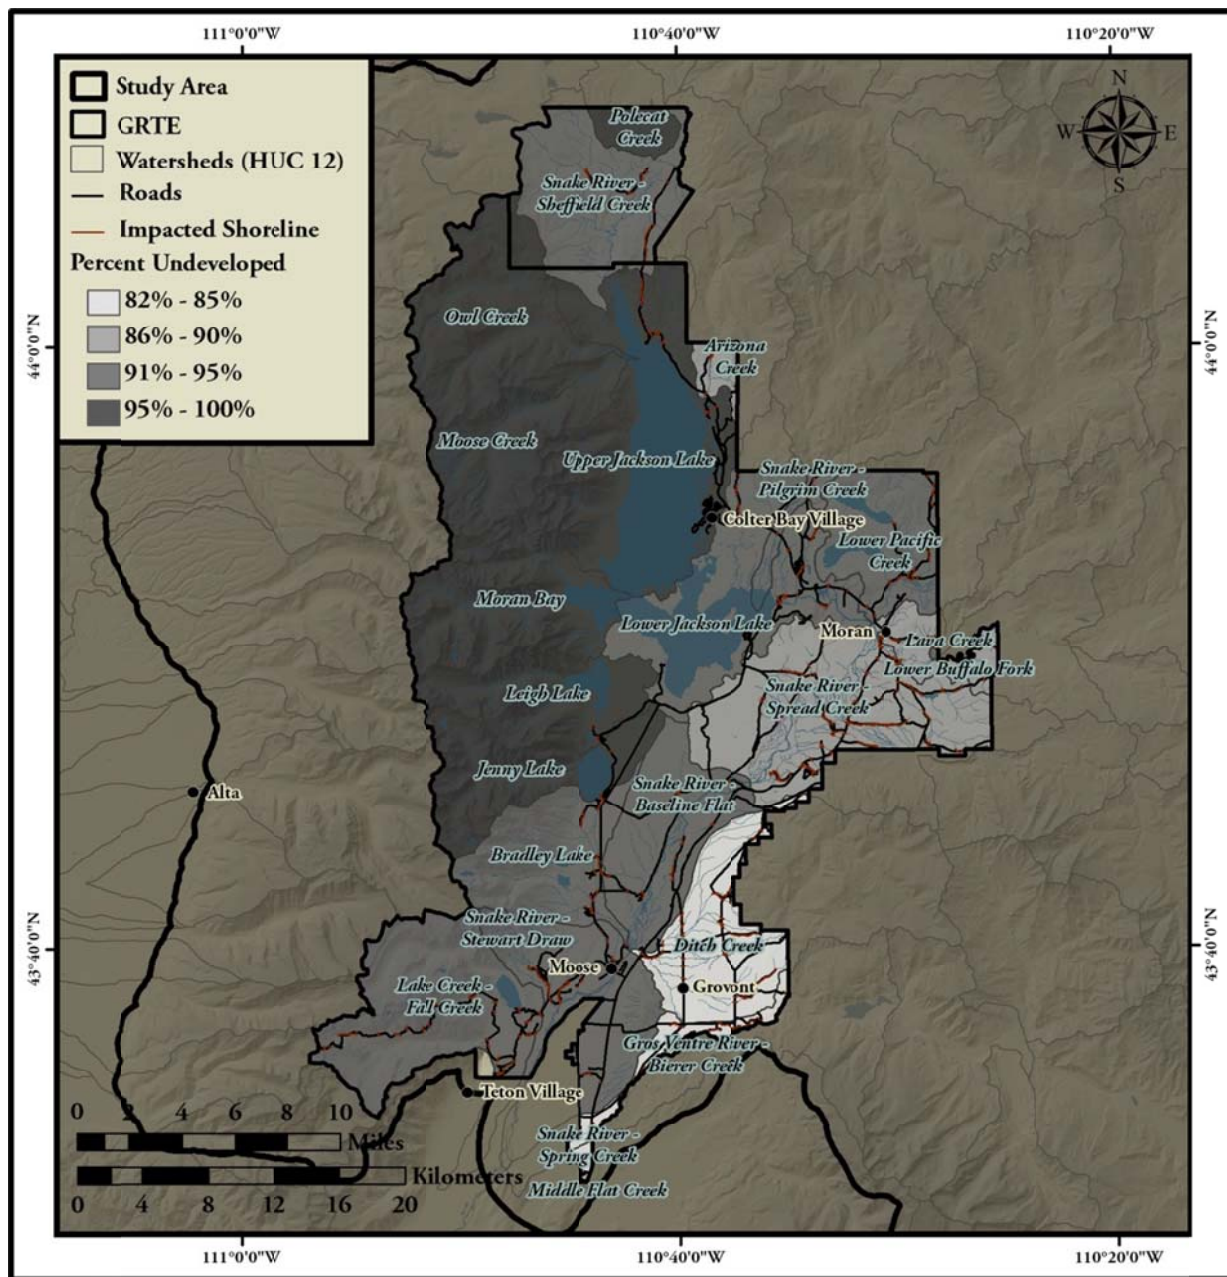 111°0'0"W
110°40'0"W
110°20'0"W
Study Area
GRTE
Watersheds (HUC 12)
Roads
Impacted Shoreline
Percent Undeveloped
82% - 85%
86% - 90%
91% - 95%
95% - 100%
N
W
E
S
44°0'0"N
44°0'0"N
43°40'0"N
43°40'0"N
Polecat
Creek
Snake River -
Sheffield Creek
Owl Creek
Arizona
Creek
Moose Creek
Upper Jackson Lake
Snake River -
Pilgrim Creek
Colter Bay Village
Lower Pacific
Creek
Moran Bay
Lower Jackson Lake
Moran
Lava Creek
Lower Buffalo Fork
Leigh Lake
Snake River -
Spread Creek
Jenny Lake
Snake River -
Baseline Flat
Alta
Bradley Lake
Snake River -
Stewart Draw
Ditch Creek
Moose
Lake Creek -
Fall Creek
Grovont
Gros Ventre River -
Bierer Creek
Teton Village
Snake River -
Spring Creek
Middle Flat Creek
0 2 4 6 8 10
Miles
Kilometers
0 4 8 12 16 20
111°0'0"W
110°40'0"W
110°20'0"W